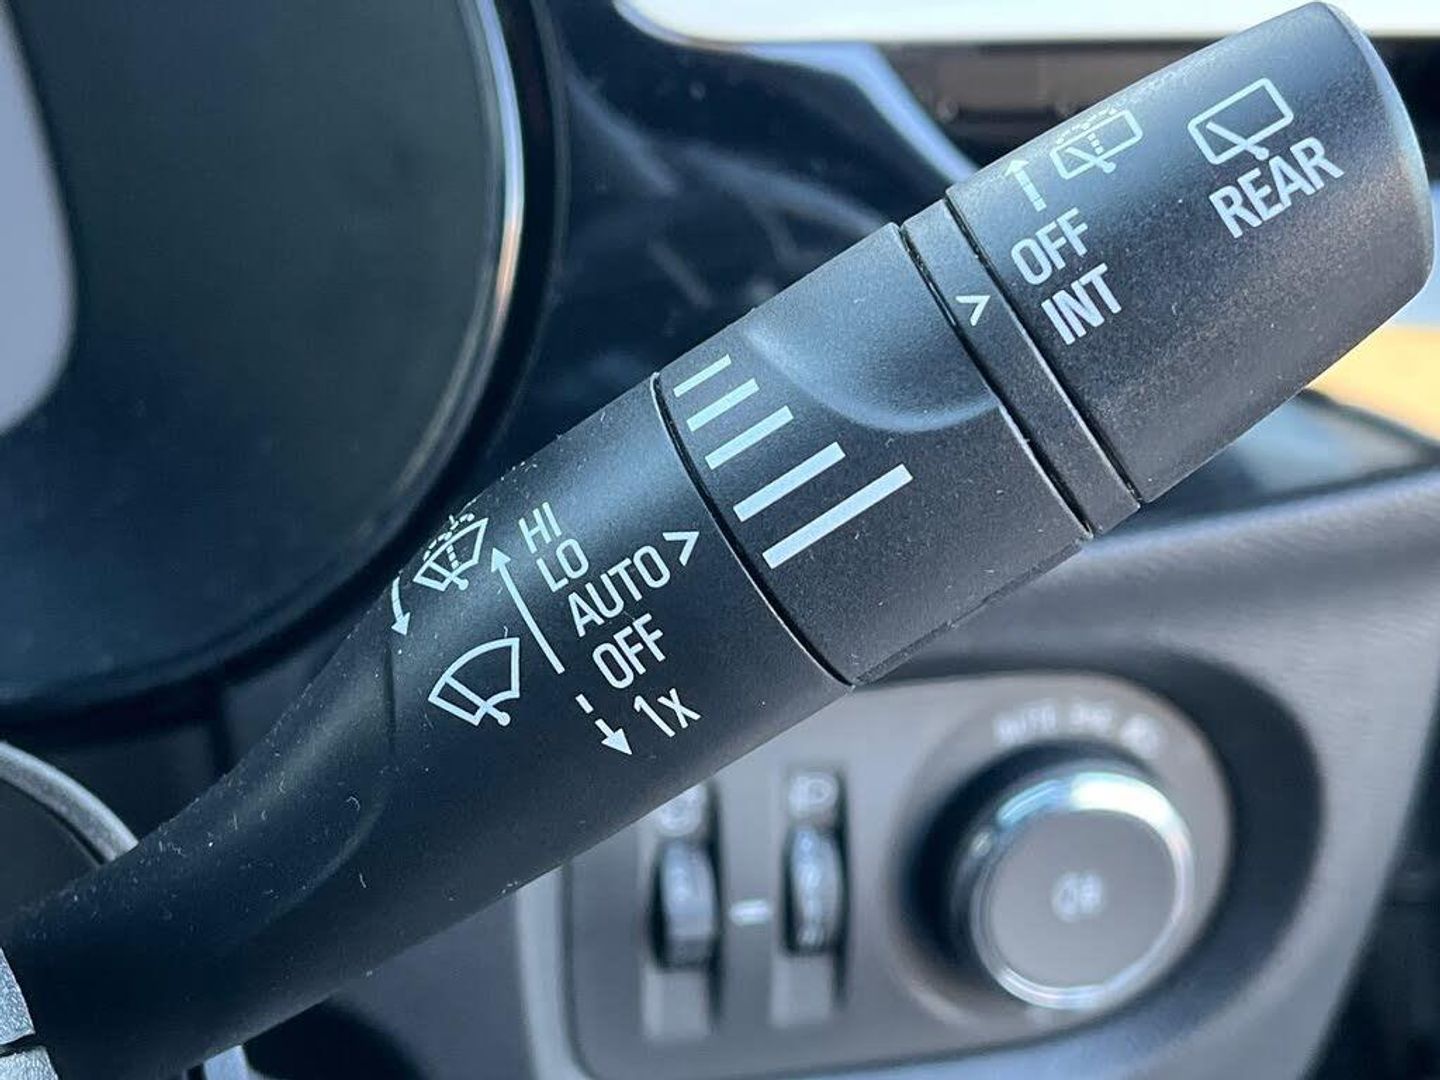 OFF
INT
REAR
HI
LO
AUTO >
OFF
1x